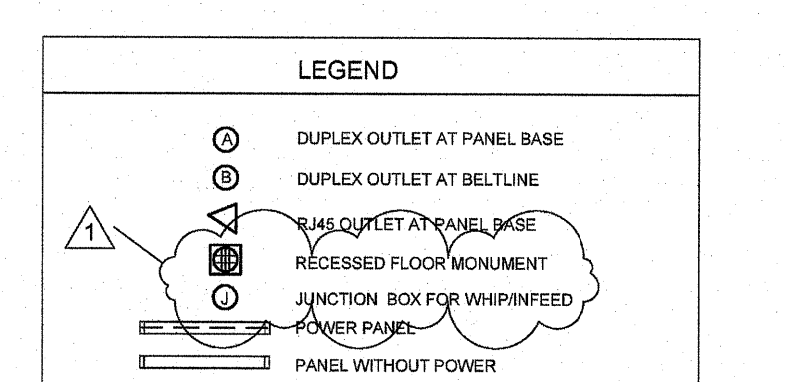 LEGEND
A DUPLEX OUTLET AT PANEL BASE
B DUPLEX OUTLET AT BELTLINE
RJ45 OUTLET AT PANEL BASE
1
RECESSED FLOOR MONUMENT
J JUNCTION BOX FOR WHIP/INFEED
POWER PANEL
PANEL WITHOUT POWER